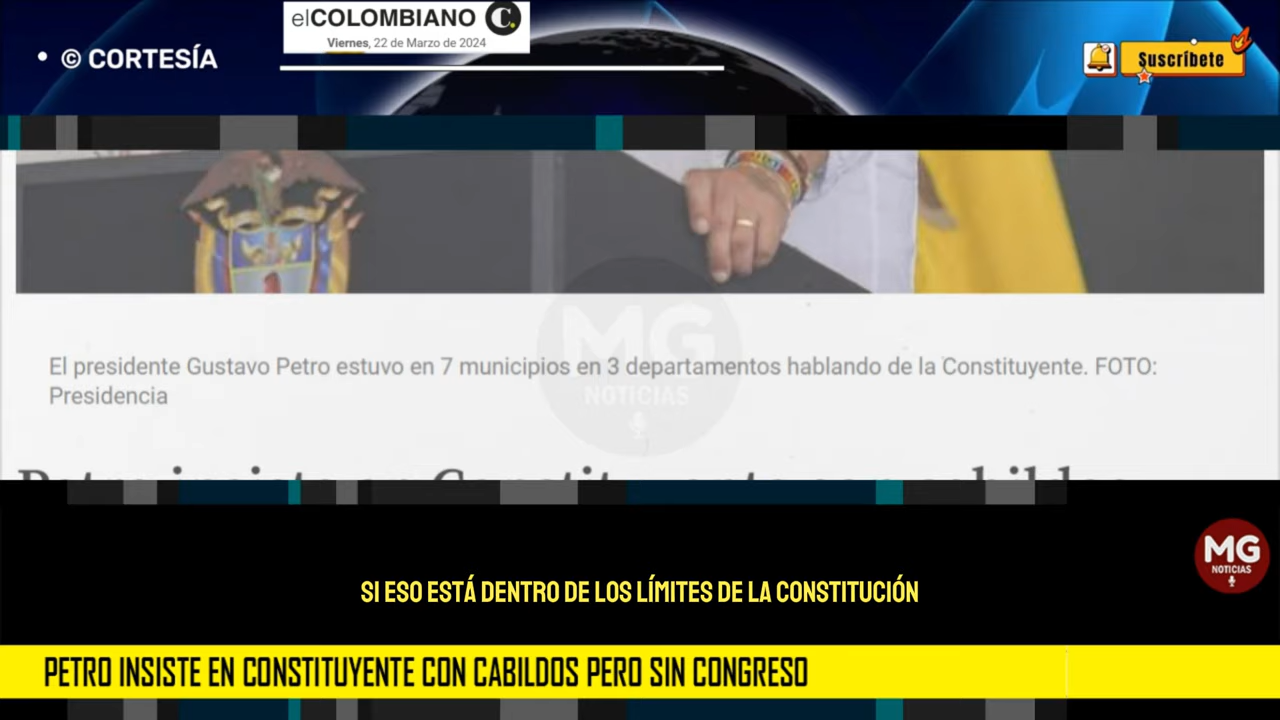 elCOLOMBIANO C.
Viernes, 22 de Marzo de 2024
• © CORTESÍA
Suscríbete
El presidente Gustavo Petro estuvo en 7 municipios en 3 departamentos hablando de la Constituyente. FOTO:
Presidencia
MG
NOTICIAS
MG
NOTICIAS
SI ESO ESTÁ DENTRO DE LOS LÍMITES DE LA CONSTITUCIÓN
PETRO INSISTE EN CONSTITUYENTE CON CABILDOS PERO SIN CONGRESO